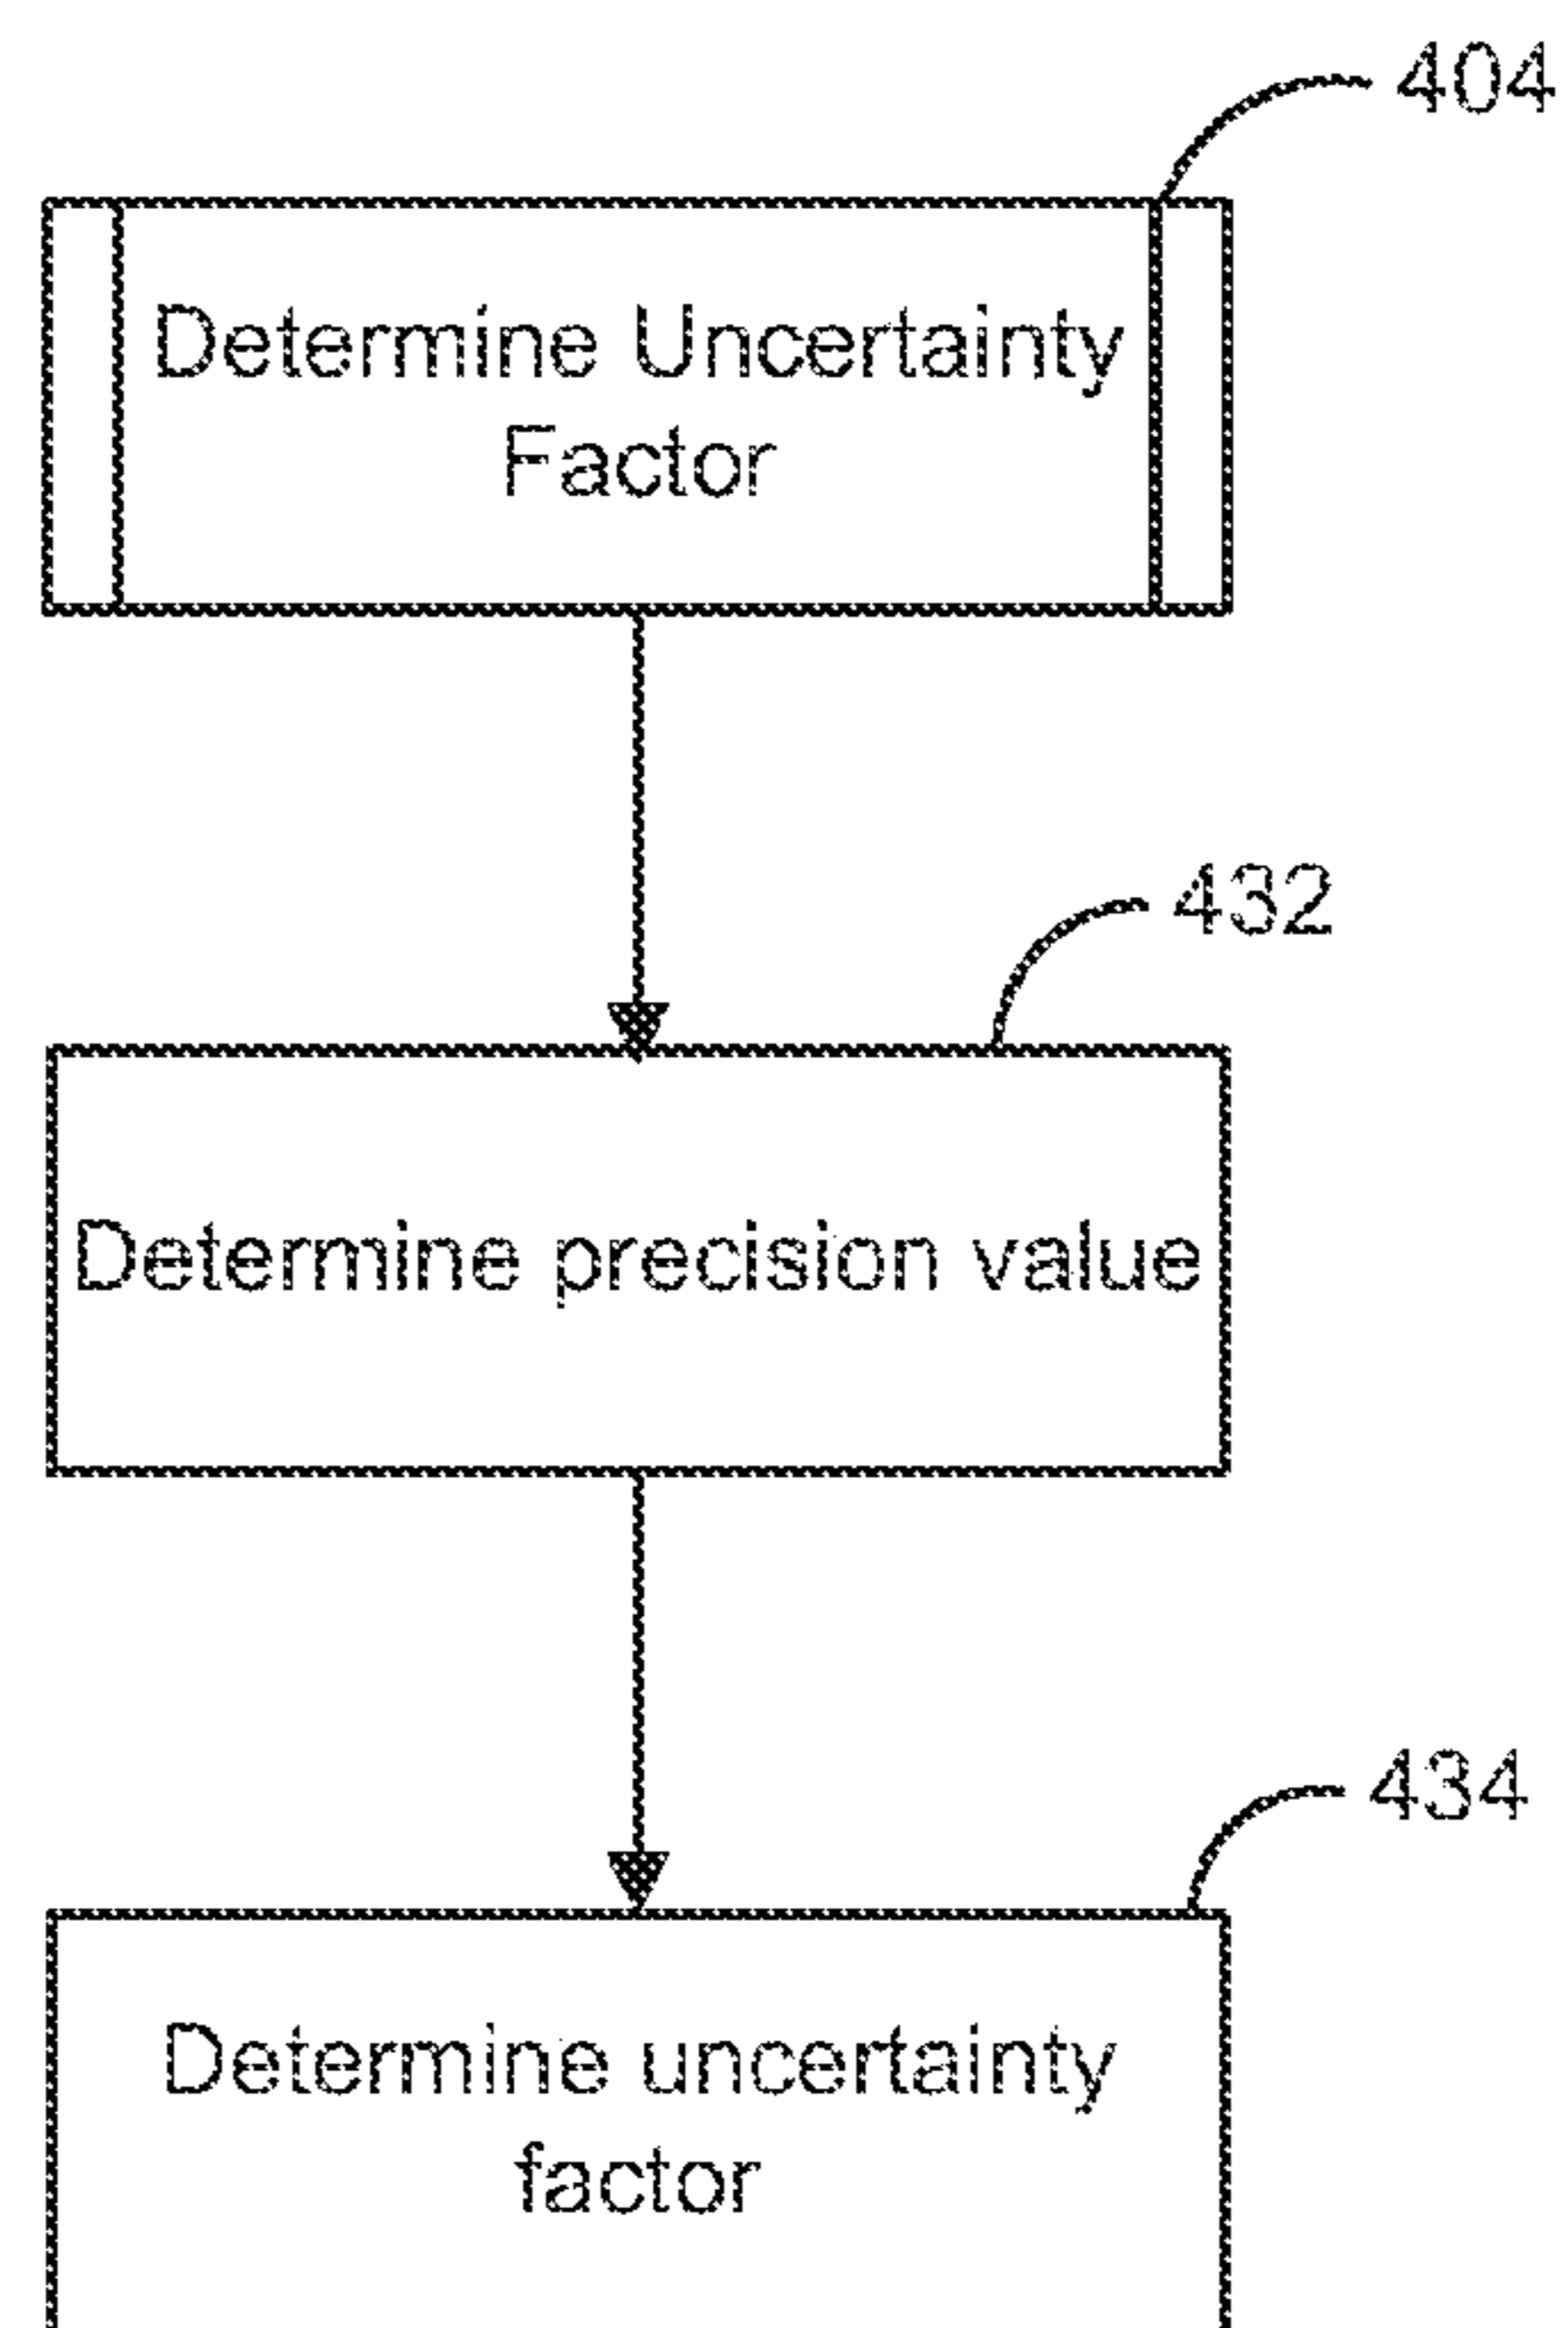 404
Determine Uncertainty
Factor
432
Determine precision value
434
Determine uncertainty
factor